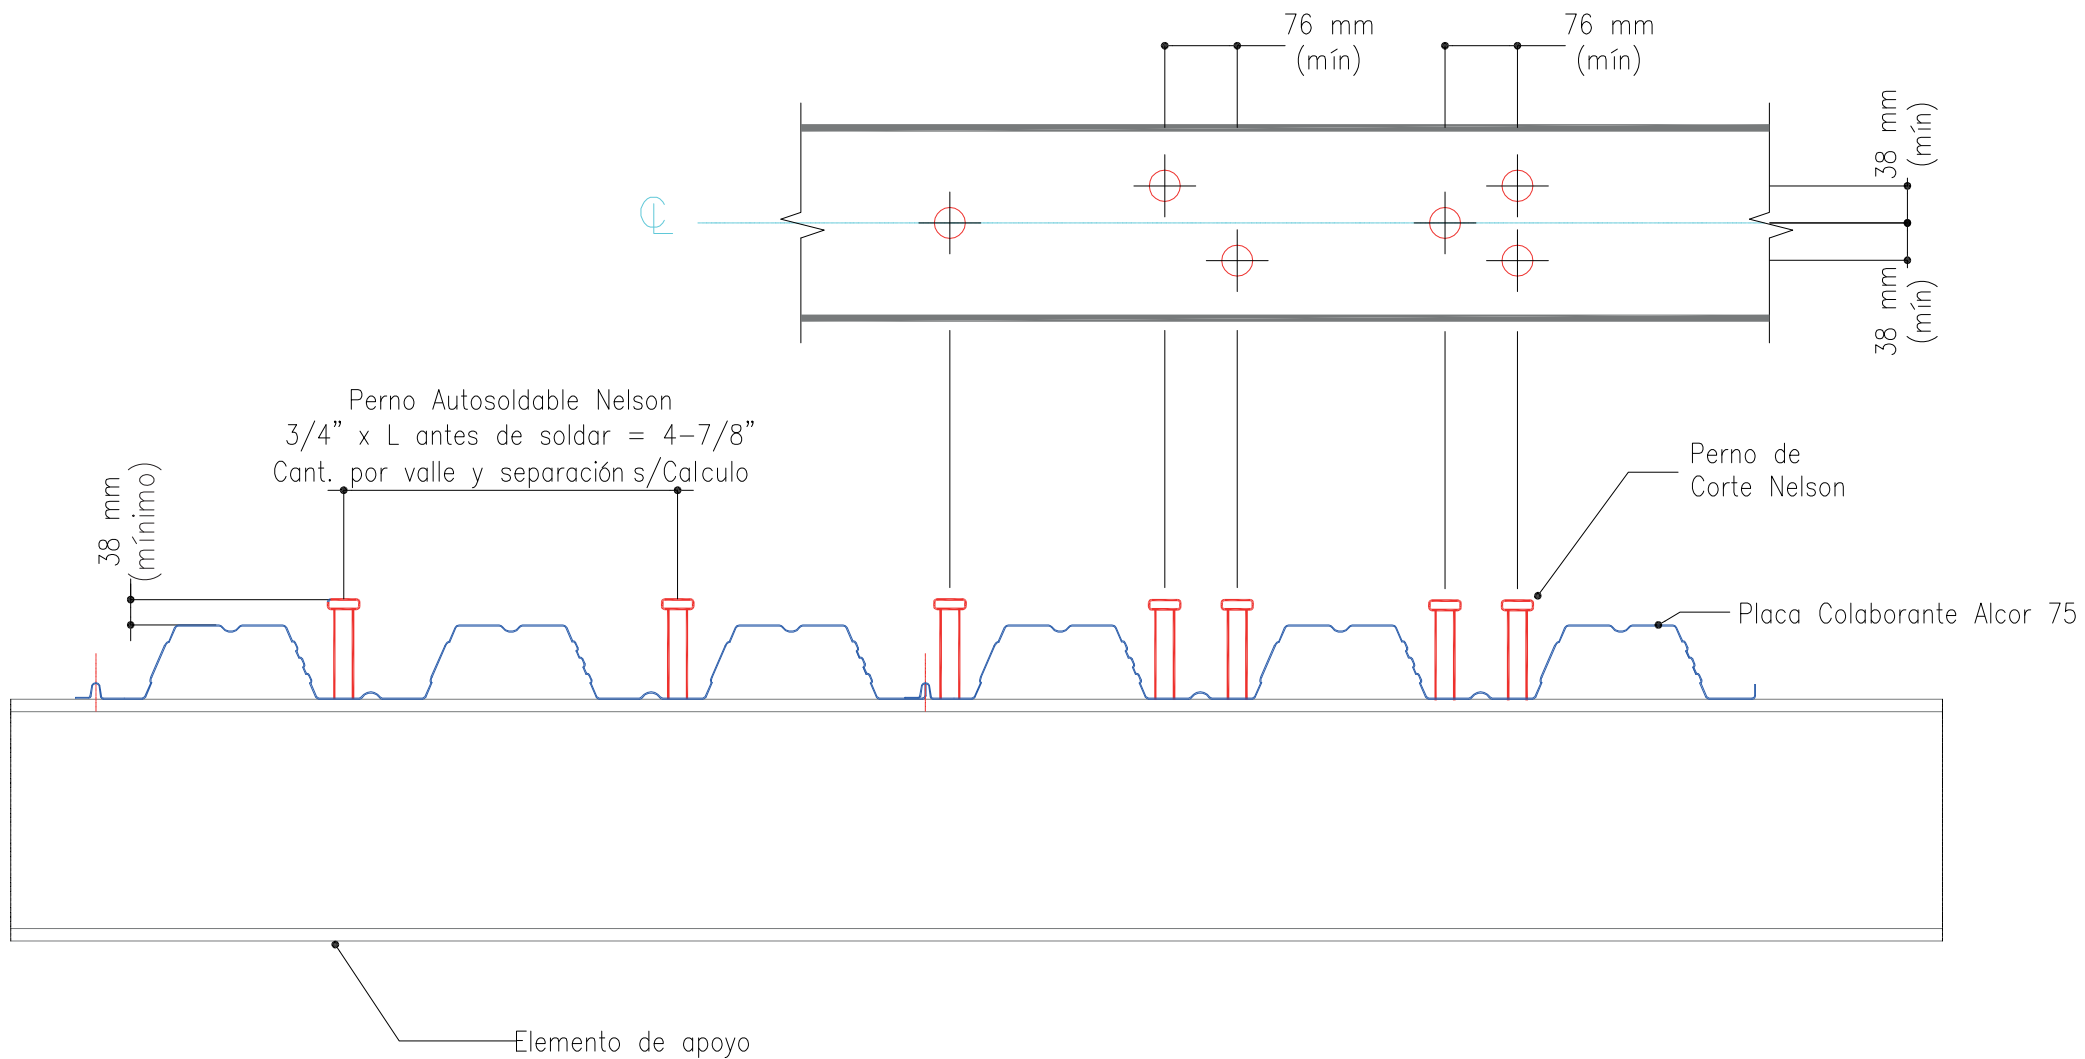 76 mm
(mín)
76 mm
(mín)
38 mm
(mín)
38 mm
(mín)
CL
Perno Autosoldable Nelson
3/4” x L antes de soldar = 4-7/8”
Cant. por valle y separación s/Calculo
38 mm
(mínimo)
Perno de
Corte Nelson
Placa Colaborante Alcor 75
Elemento de apoyo